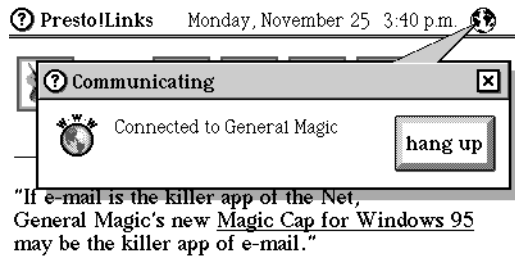 Presto!Links Monday, November 25 3:40 p.m.
Communicating
W.W.W
Connected to General Magic
hang up
"If e-mail is the killer app of the Net,
General Magic's new Magic Cap for Windows 95
may be the killer app of e-mail."